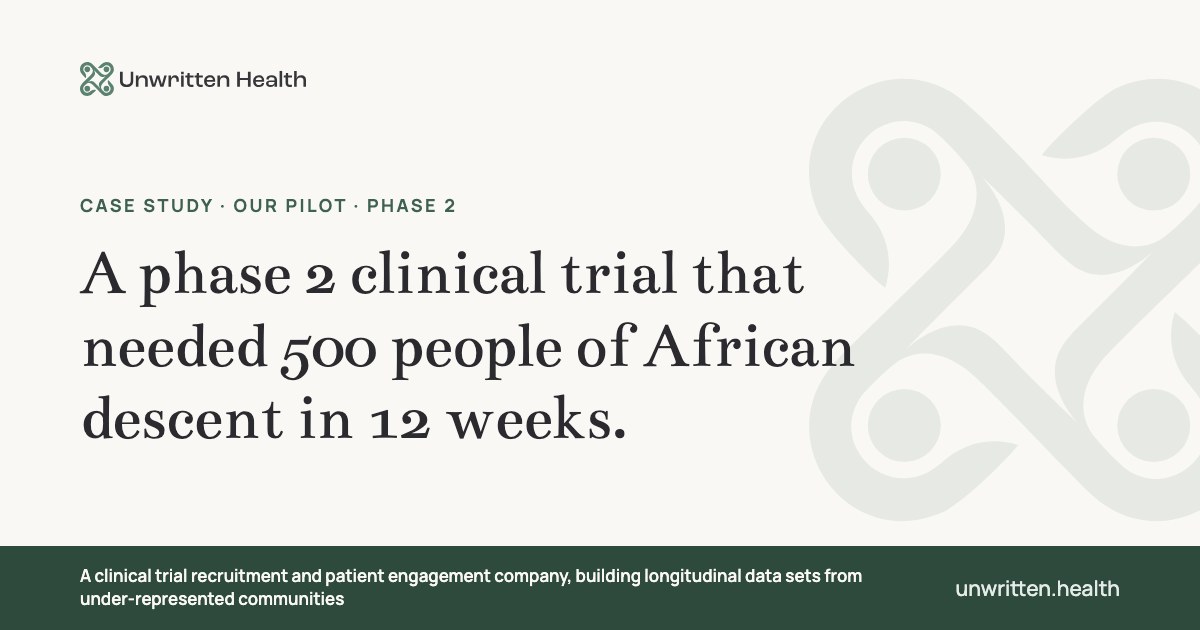 Unwritten Health
CASE STUDY · OUR PILOT · PHASE 2
A phase 2 clinical trial that
needed 500 people of African
descent in 12 weeks.
A clinical trial recruitment and patient engagement company, building longitudinal data sets from
under-represented communities
unwritten.health